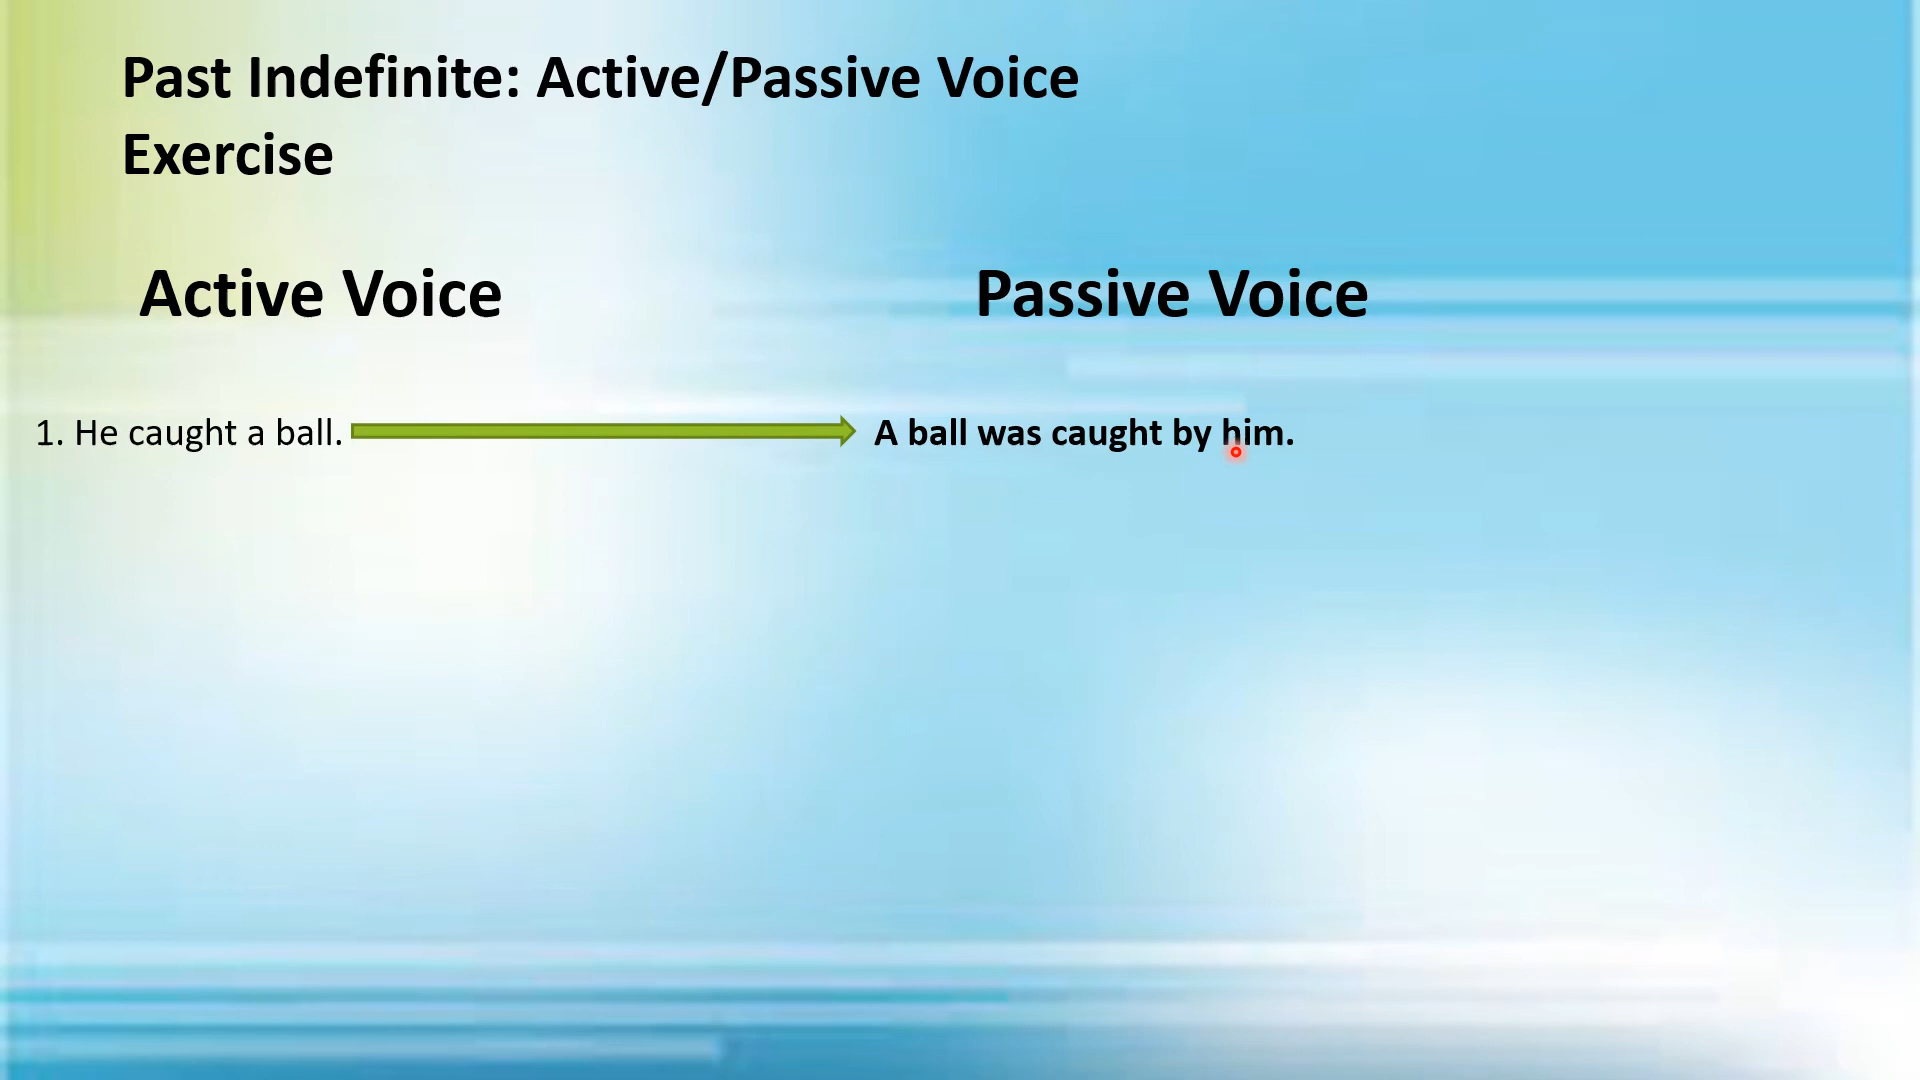 Past Indefinite: Active/Passive Voice
Exercise
Active Voice
Passive Voice
1. He caught a ball.
A ball was caught by him.